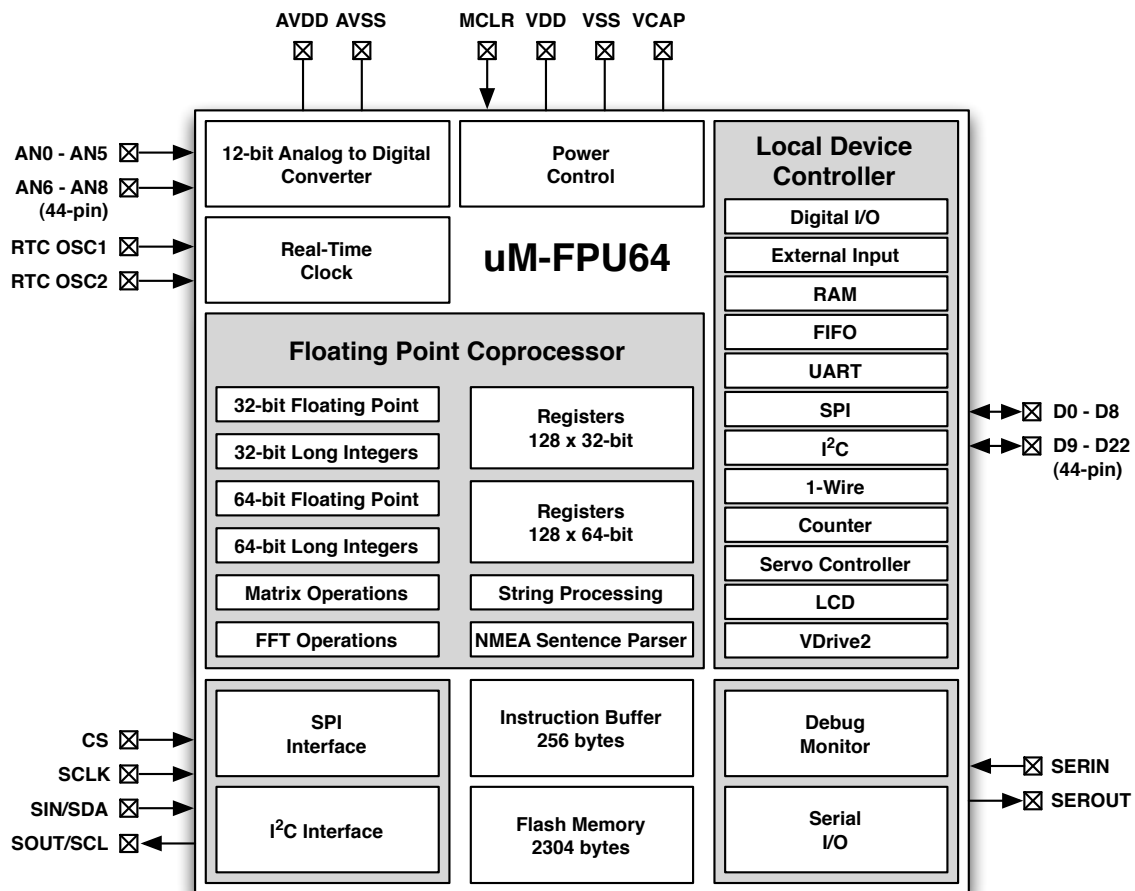 AVDD AVSS MCLR VDD VSS VCAP
AN0 - AN5
AN6 - AN8
(44-pin)
RTC OSC1
RTC OSC2
12-bit Analog to Digital
Converter
Power
Control
Real-Time
Clock
uM-FPU64
Local Device
Controller
Digital I/O
External Input
RAM
FIFO
UART
SPI
I²C
1-Wire
Counter
Servo Controller
LCD
VDrive2
D0 - D8
D9 - D22
(44-pin)
Floating Point Coprocessor
32-bit Floating Point
32-bit Long Integers
64-bit Floating Point
64-bit Long Integers
Matrix Operations
FFT Operations
Registers
128 x 32-bit
Registers
128 x 64-bit
String Processing
NMEA Sentence Parser
CS
SCLK
SIN/SDA
SOUT/SCL
SPI
Interface
I²C Interface
Instruction Buffer
256 bytes
Flash Memory
2304 bytes
Debug
Monitor
Serial
I/O
SERIN
SEROUT